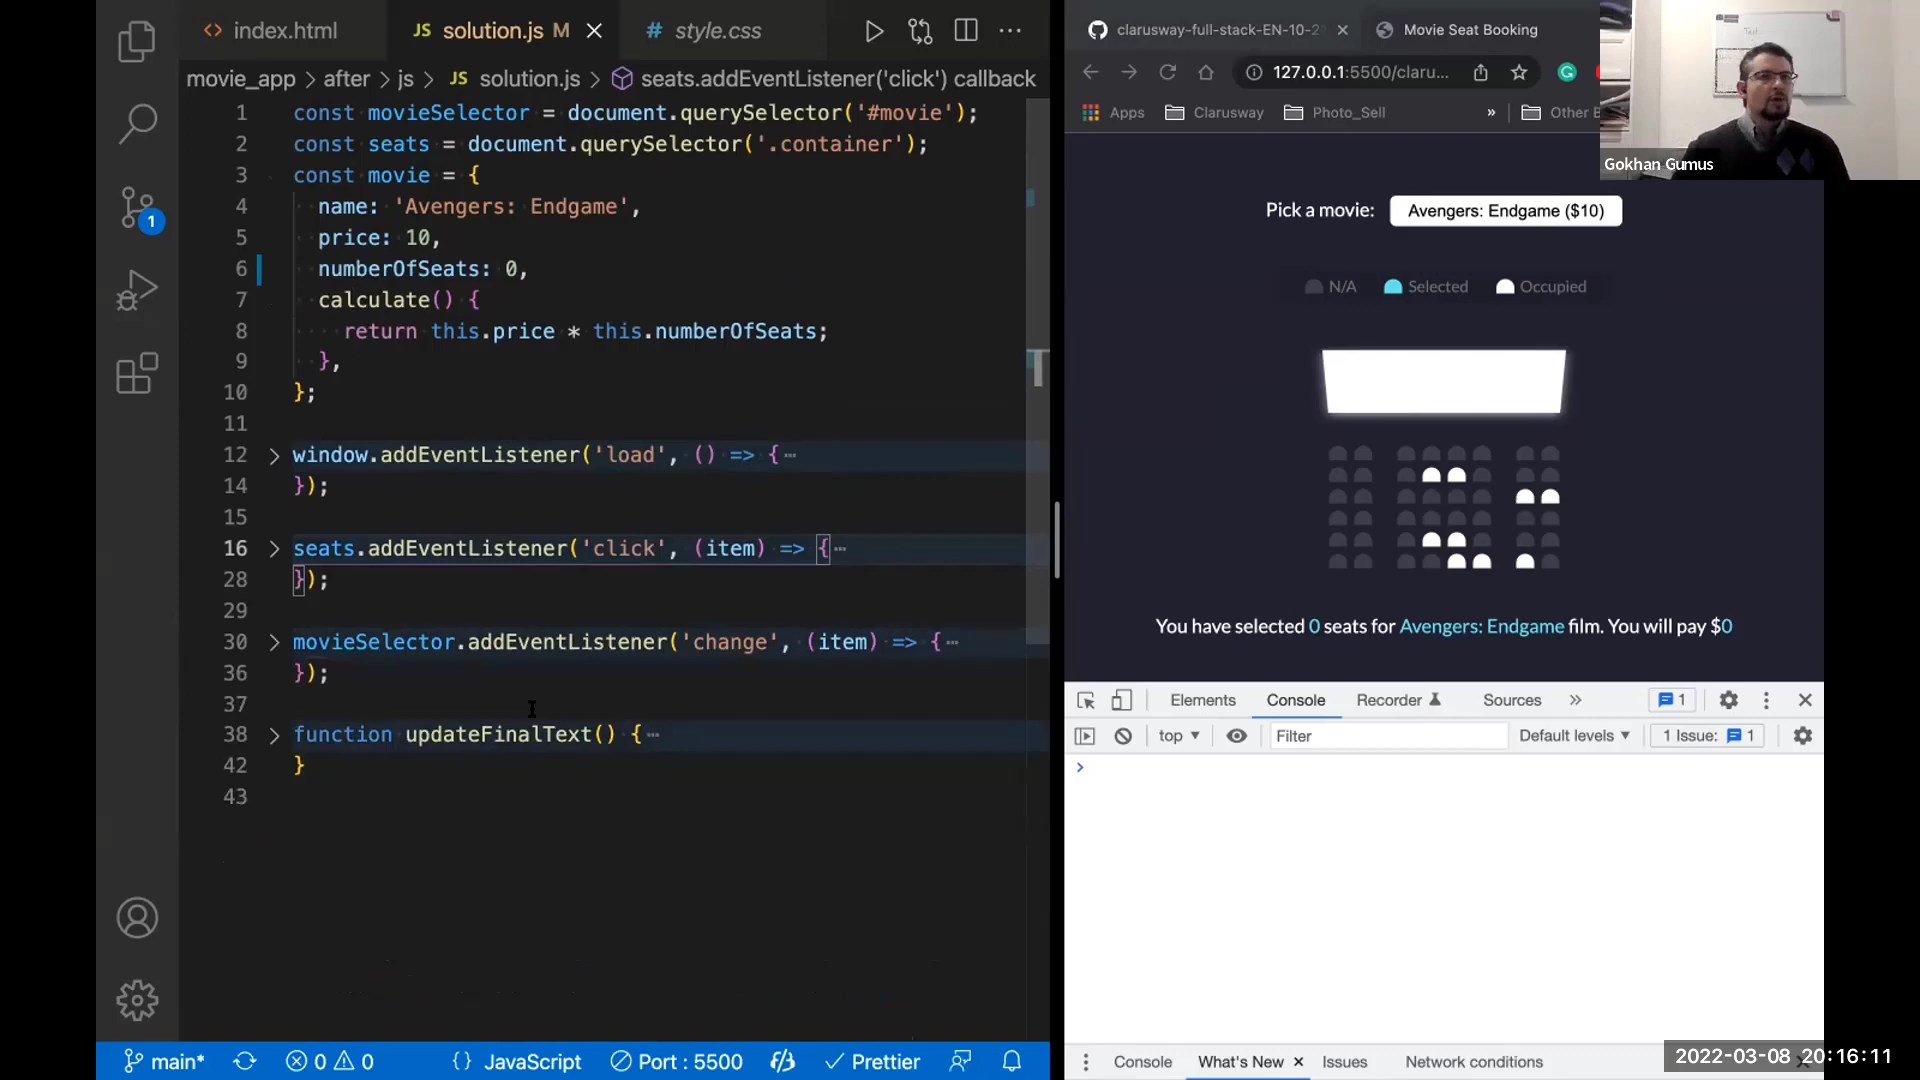 index.html
JS solution.js M
# style.css
movie_app > after > js > JS solution.js > seats.addEventListener('click') callback
1 const movieSelector = document.querySelector('#movie');
2 const seats = document.querySelector('.container');
3 const movie = {
4 name: 'Avengers: Endgame',
5 price: 10,
6 numberOfSeats: 0,
7 calculate() {
8 return this.price * this.numberOfSeats;
9 },
10 };
11
12 window.addEventListener('load', () => {
14 });
15
16 seats.addEventListener('click', (item) => {
28 });
29
30 movieSelector.addEventListener('change', (item) => {
36 });
37
38 function updateFinalText() {
42 }
43
1
main* 0 0 {} JavaScript Port : 5500 Prettier
clarusway-full-stack-EN-10-2
Movie Seat Booking
127.0.0.1:5500/claru...
Apps Clarusway Photo_Sell » Other B
Gokhan Gumus
Pick a movie: Avengers: Endgame ($10)
N/A Selected Occupied
You have selected 0 seats for Avengers: Endgame film. You will pay $0
Elements Console Recorder Sources » 1
top Filter Default levels 1 Issue: 1
>
Console What's New Issues Network conditions
2022-03-08 20:16:11